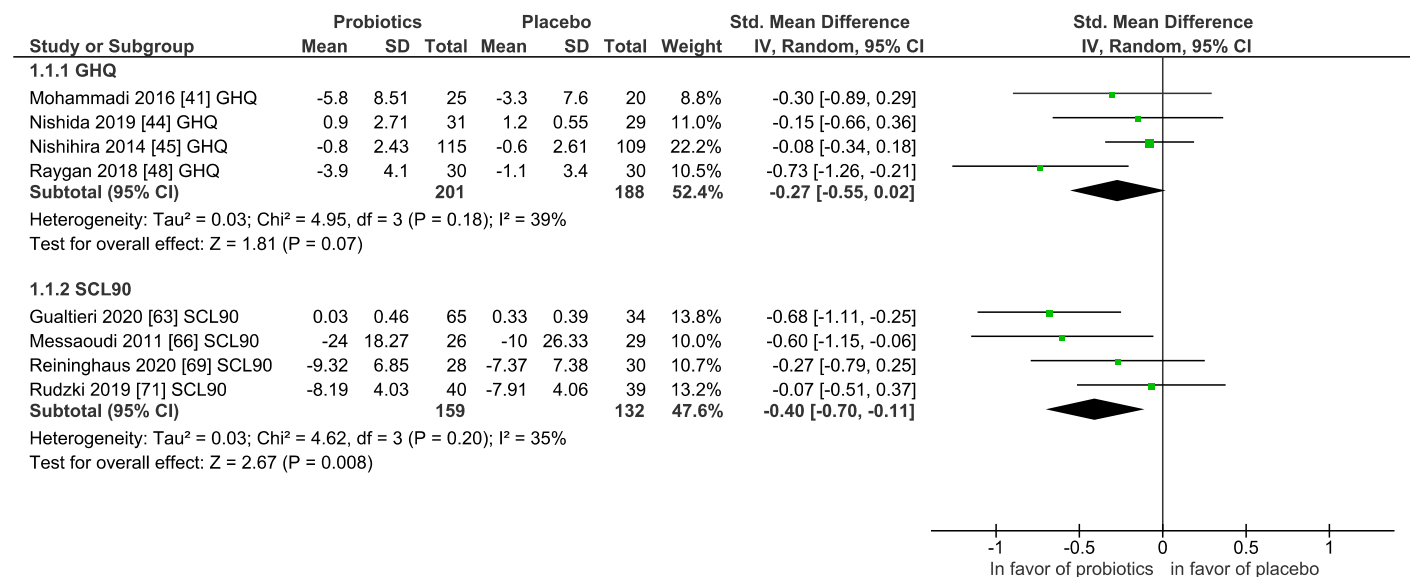 Probiotics Placebo Std. Mean Difference Std. Mean Difference
Study or Subgroup Mean SD Total Mean SD Total Weight IV, Random, 95% CI IV, Random, 95% CI
1.1.1 GHQ
Mohammadi 2016 [41] GHQ -5.8 8.51 25 -3.3 7.6 20 8.8% -0.30 [-0.89, 0.29]
Nishida 2019 [44] GHQ 0.9 2.71 31 1.2 0.55 29 11.0% -0.15 [-0.66, 0.36]
Nishihira 2014 [45] GHQ -0.8 2.43 115 -0.6 2.61 109 22.2% -0.08 [-0.34, 0.18]
Raygan 2018 [48] GHQ -3.9 4.1 30 -1.1 3.4 30 10.5% -0.73 [-1.26, -0.21]
Subtotal (95% CI) 201 188 52.4% -0.27 [-0.55, 0.02]
Heterogeneity: Tau² = 0.03; Chi² = 4.95, df = 3 (P = 0.18); I² = 39%
Test for overall effect: Z = 1.81 (P = 0.07)
1.1.2 SCL90
Gualtieri 2020 [63] SCL90 0.03 0.46 65 0.33 0.39 34 13.8% -0.68 [-1.11, -0.25]
Messaoudi 2011 [66] SCL90 -24 18.27 26 -10 26.33 29 10.0% -0.60 [-1.15, -0.06]
Reininghaus 2020 [69] SCL90 -9.32 6.85 28 -7.37 7.38 30 10.7% -0.27 [-0.79, 0.25]
Rudzki 2019 [71] SCL90 -8.19 4.03 40 -7.91 4.06 39 13.2% -0.07 [-0.51, 0.37]
Subtotal (95% CI) 159 132 47.6% -0.40 [-0.70, -0.11]
Heterogeneity: Tau² = 0.03; Chi² = 4.62, df = 3 (P = 0.20); I² = 35%
Test for overall effect: Z = 2.67 (P = 0.008)
-1 -0.5 0 0.5 1
In favor of probiotics in favor of placebo